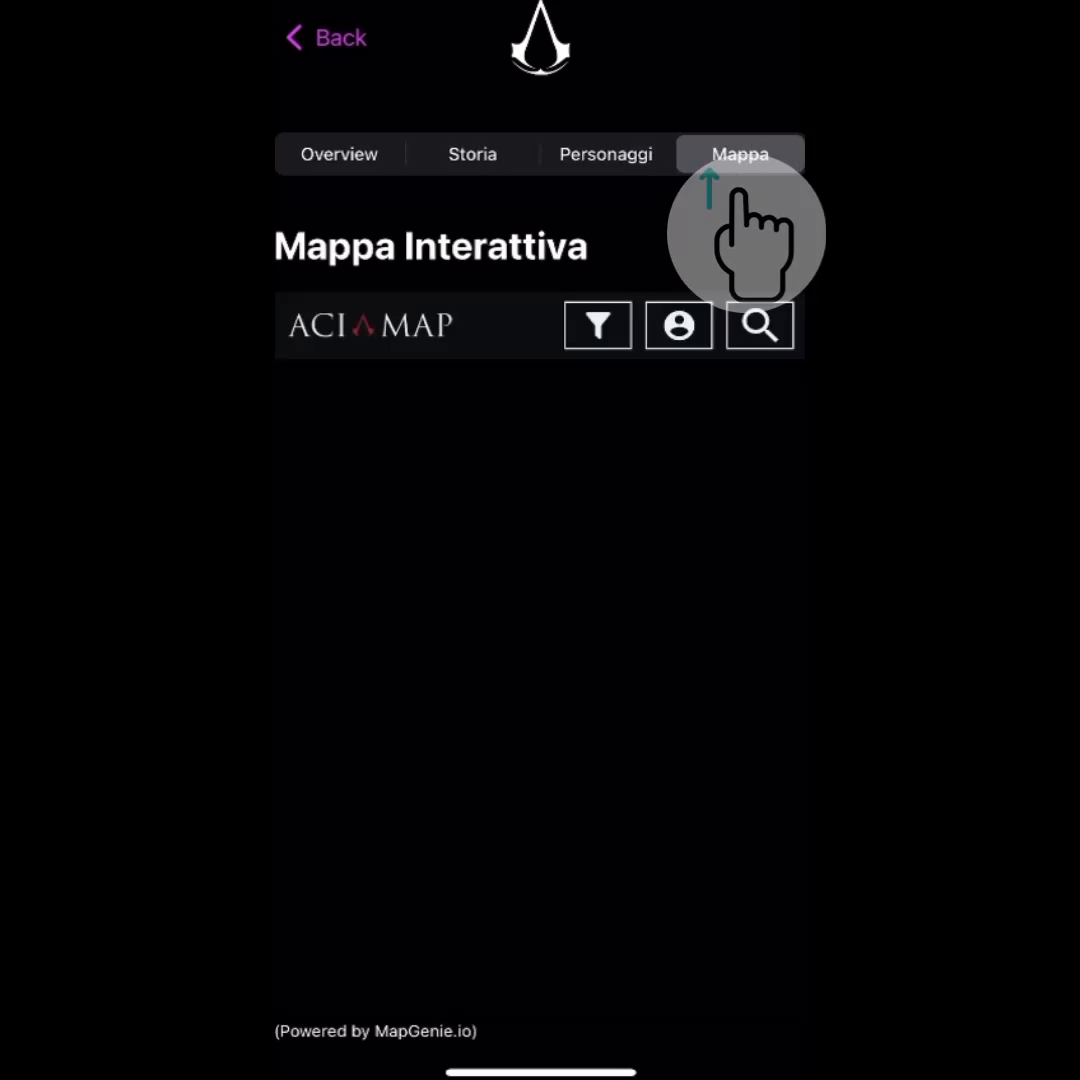 Back
Overview
Storia
Personaggi
Mappa
Mappa Interattiva
ACI MAP
(Powered by MapGenie.io)